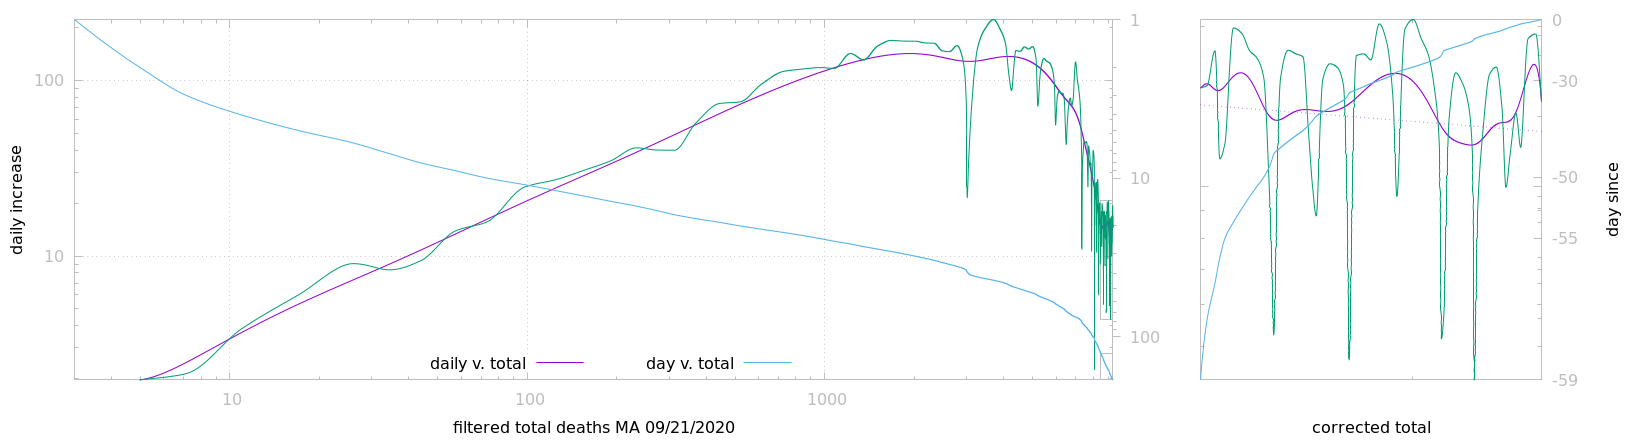 100
10
daily increase
1
10
100
daily v. total
day v. total
10
100
1000
filtered total deaths MA 09/21/2020
0
-30
-50
-55
-59
day since
corrected total